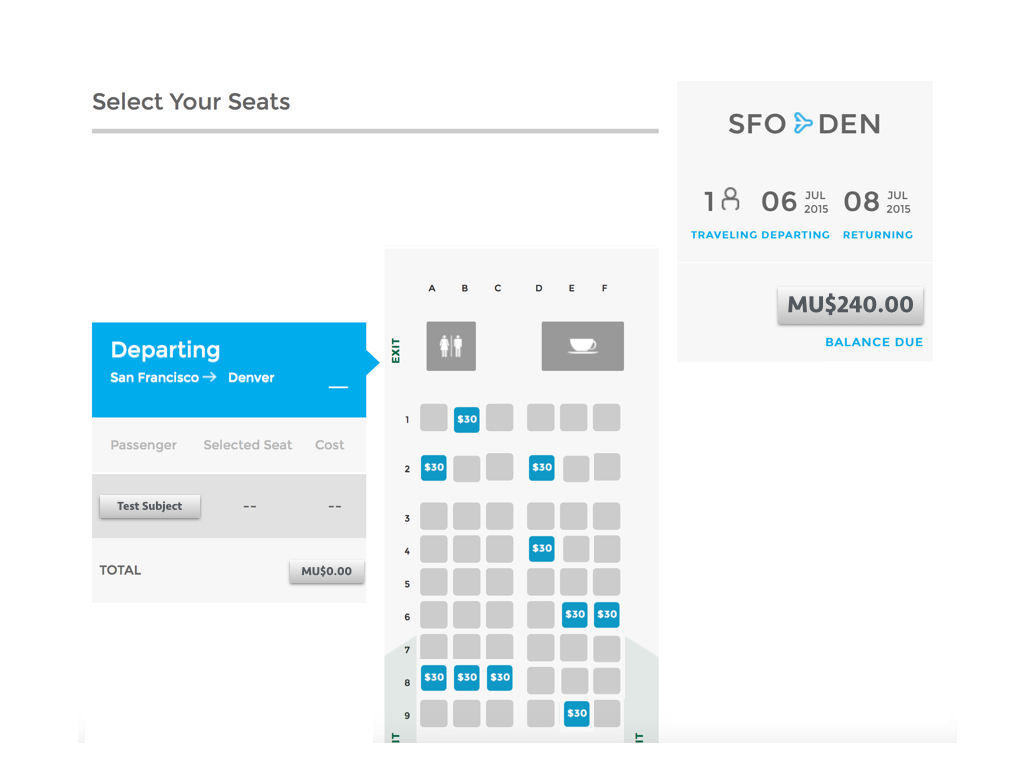 Select Your Seats
SFO DEN
1 06 JUL 2015 08 JUL 2015
TRAVELING DEPARTING RETURNING
MU$240.00
BALANCE DUE
Departing
San Francisco → Denver
Passenger Selected Seat Cost
Test Subject -- --
TOTAL MU$0.00
A B C D E F
EXIT
1 $30
2 $30 $30
3
4 $30
5
6 $30 $30
7
8 $30 $30 $30
9 $30
IT IT